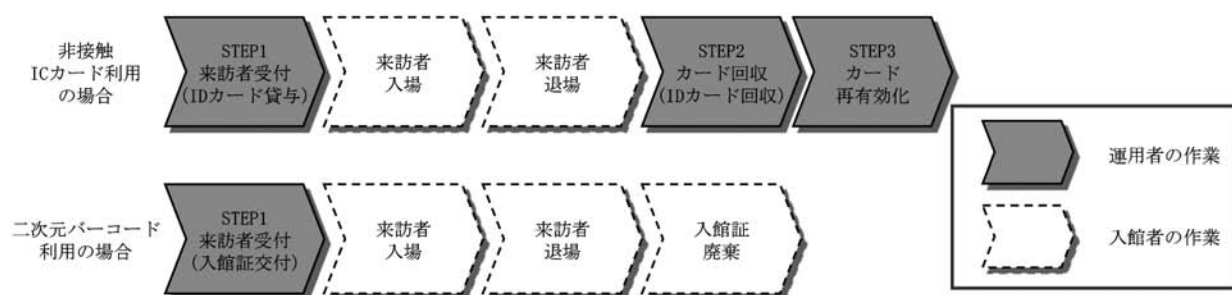 非接触
ICカード利用
の場合
STEP1
来訪者受付
(IDカード貸与)
来訪者
入場
来訪者
退場
STEP2
カード回収
(IDカード回収)
STEP3
カード
再有効化
二次元バーコード
利用の場合
STEP1
来訪者受付
(入館証交付)
来訪者
入場
来訪者
退場
入館証
廃棄
運用者の作業
入館者の作業